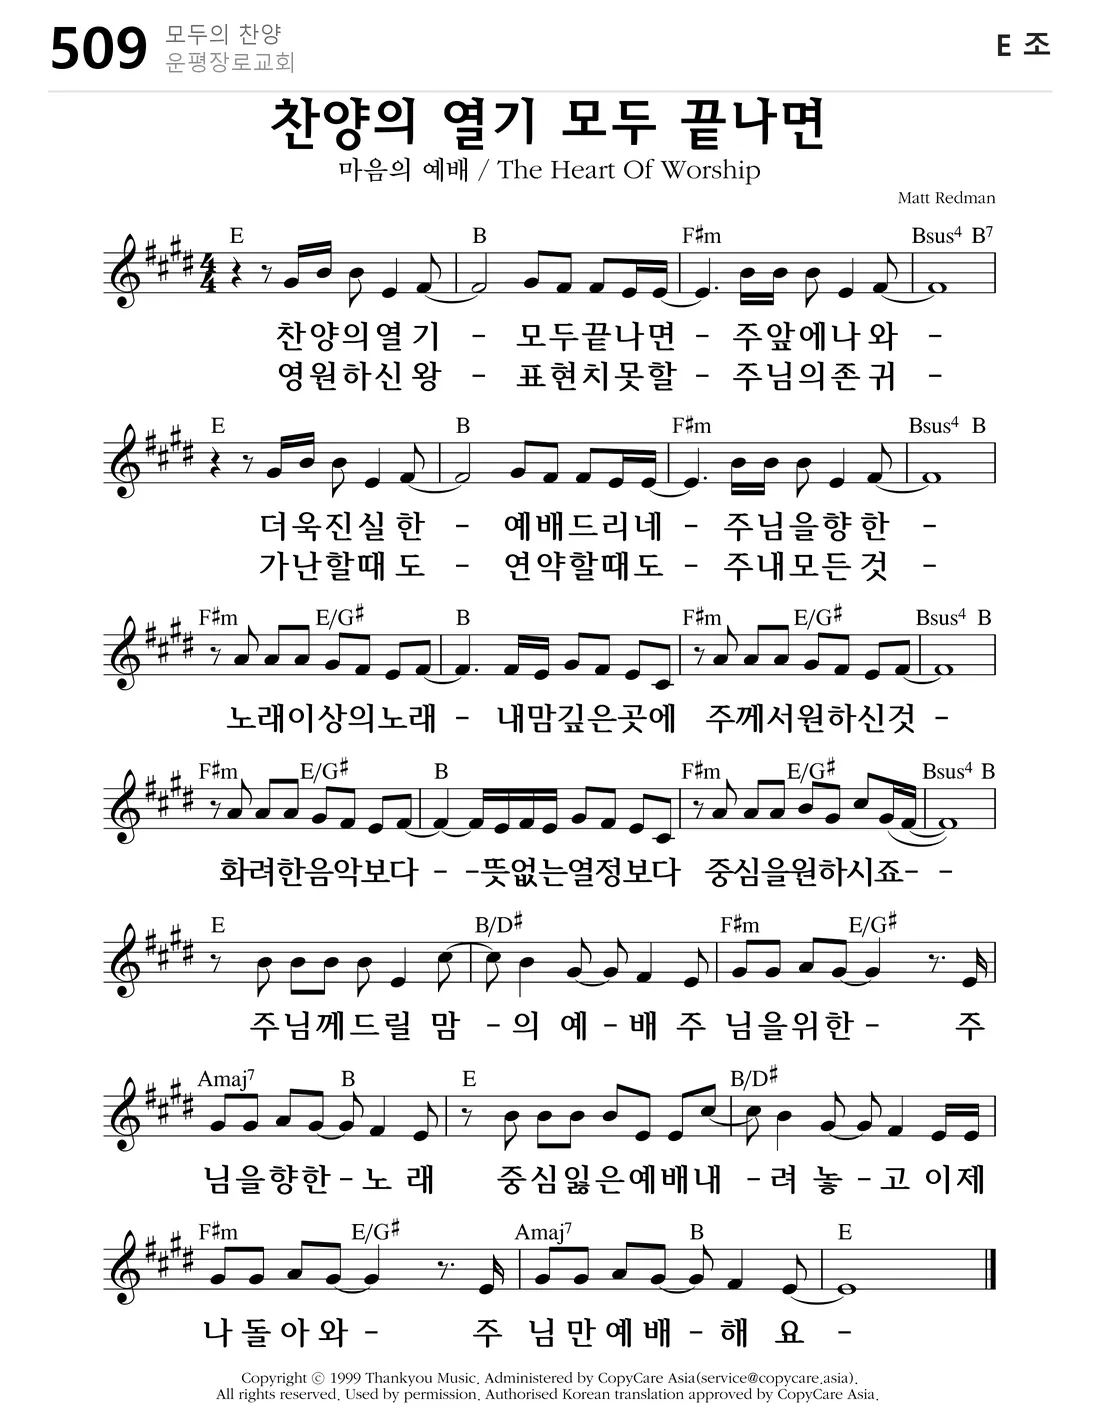 509 모두의 찬양
운평장로교회
E 조
찬양의 열기 모두 끝나면
마음의 예배 / The Heart Of Worship
Matt Redman
E B F#m Bsus4 B7
찬양의열기 - 모두끝나면 - 주앞에나와 -
영원하신왕 - 표현치못할 - 주님의존귀 -
E B F#m Bsus4 B
더욱진실한 - 예배드리네 - 주님을향한 -
가난할때도 - 연약할때도 - 주내모든것 -
F#m E/G# B F#m E/G# Bsus4 B
노래이상의노래 - 내맘깊은곳에 주께서원하신것 -
F#m E/G# B F#m E/G# Bsus4 B
화려한음악보다 - -뜻없는열정보다 중심을원하시죠- -
E B/D# F#m E/G#
주님께드릴 맘 - 의 예 - 배 주 님을위한 - 주
Amaj7 B E B/D#
님을향한 - 노 래 중심잃은예배내 - 려 놓 - 고 이제
F#m E/G# Amaj7 B E
나돌아와 - 주 님만예배 - 해 요 -
Copyright ⓒ 1999 Thankyou Music. Administered by CopyCare Asia(service@copycare.asia).
All rights reserved. Used by permission. Authorised Korean translation approved by CopyCare Asia.